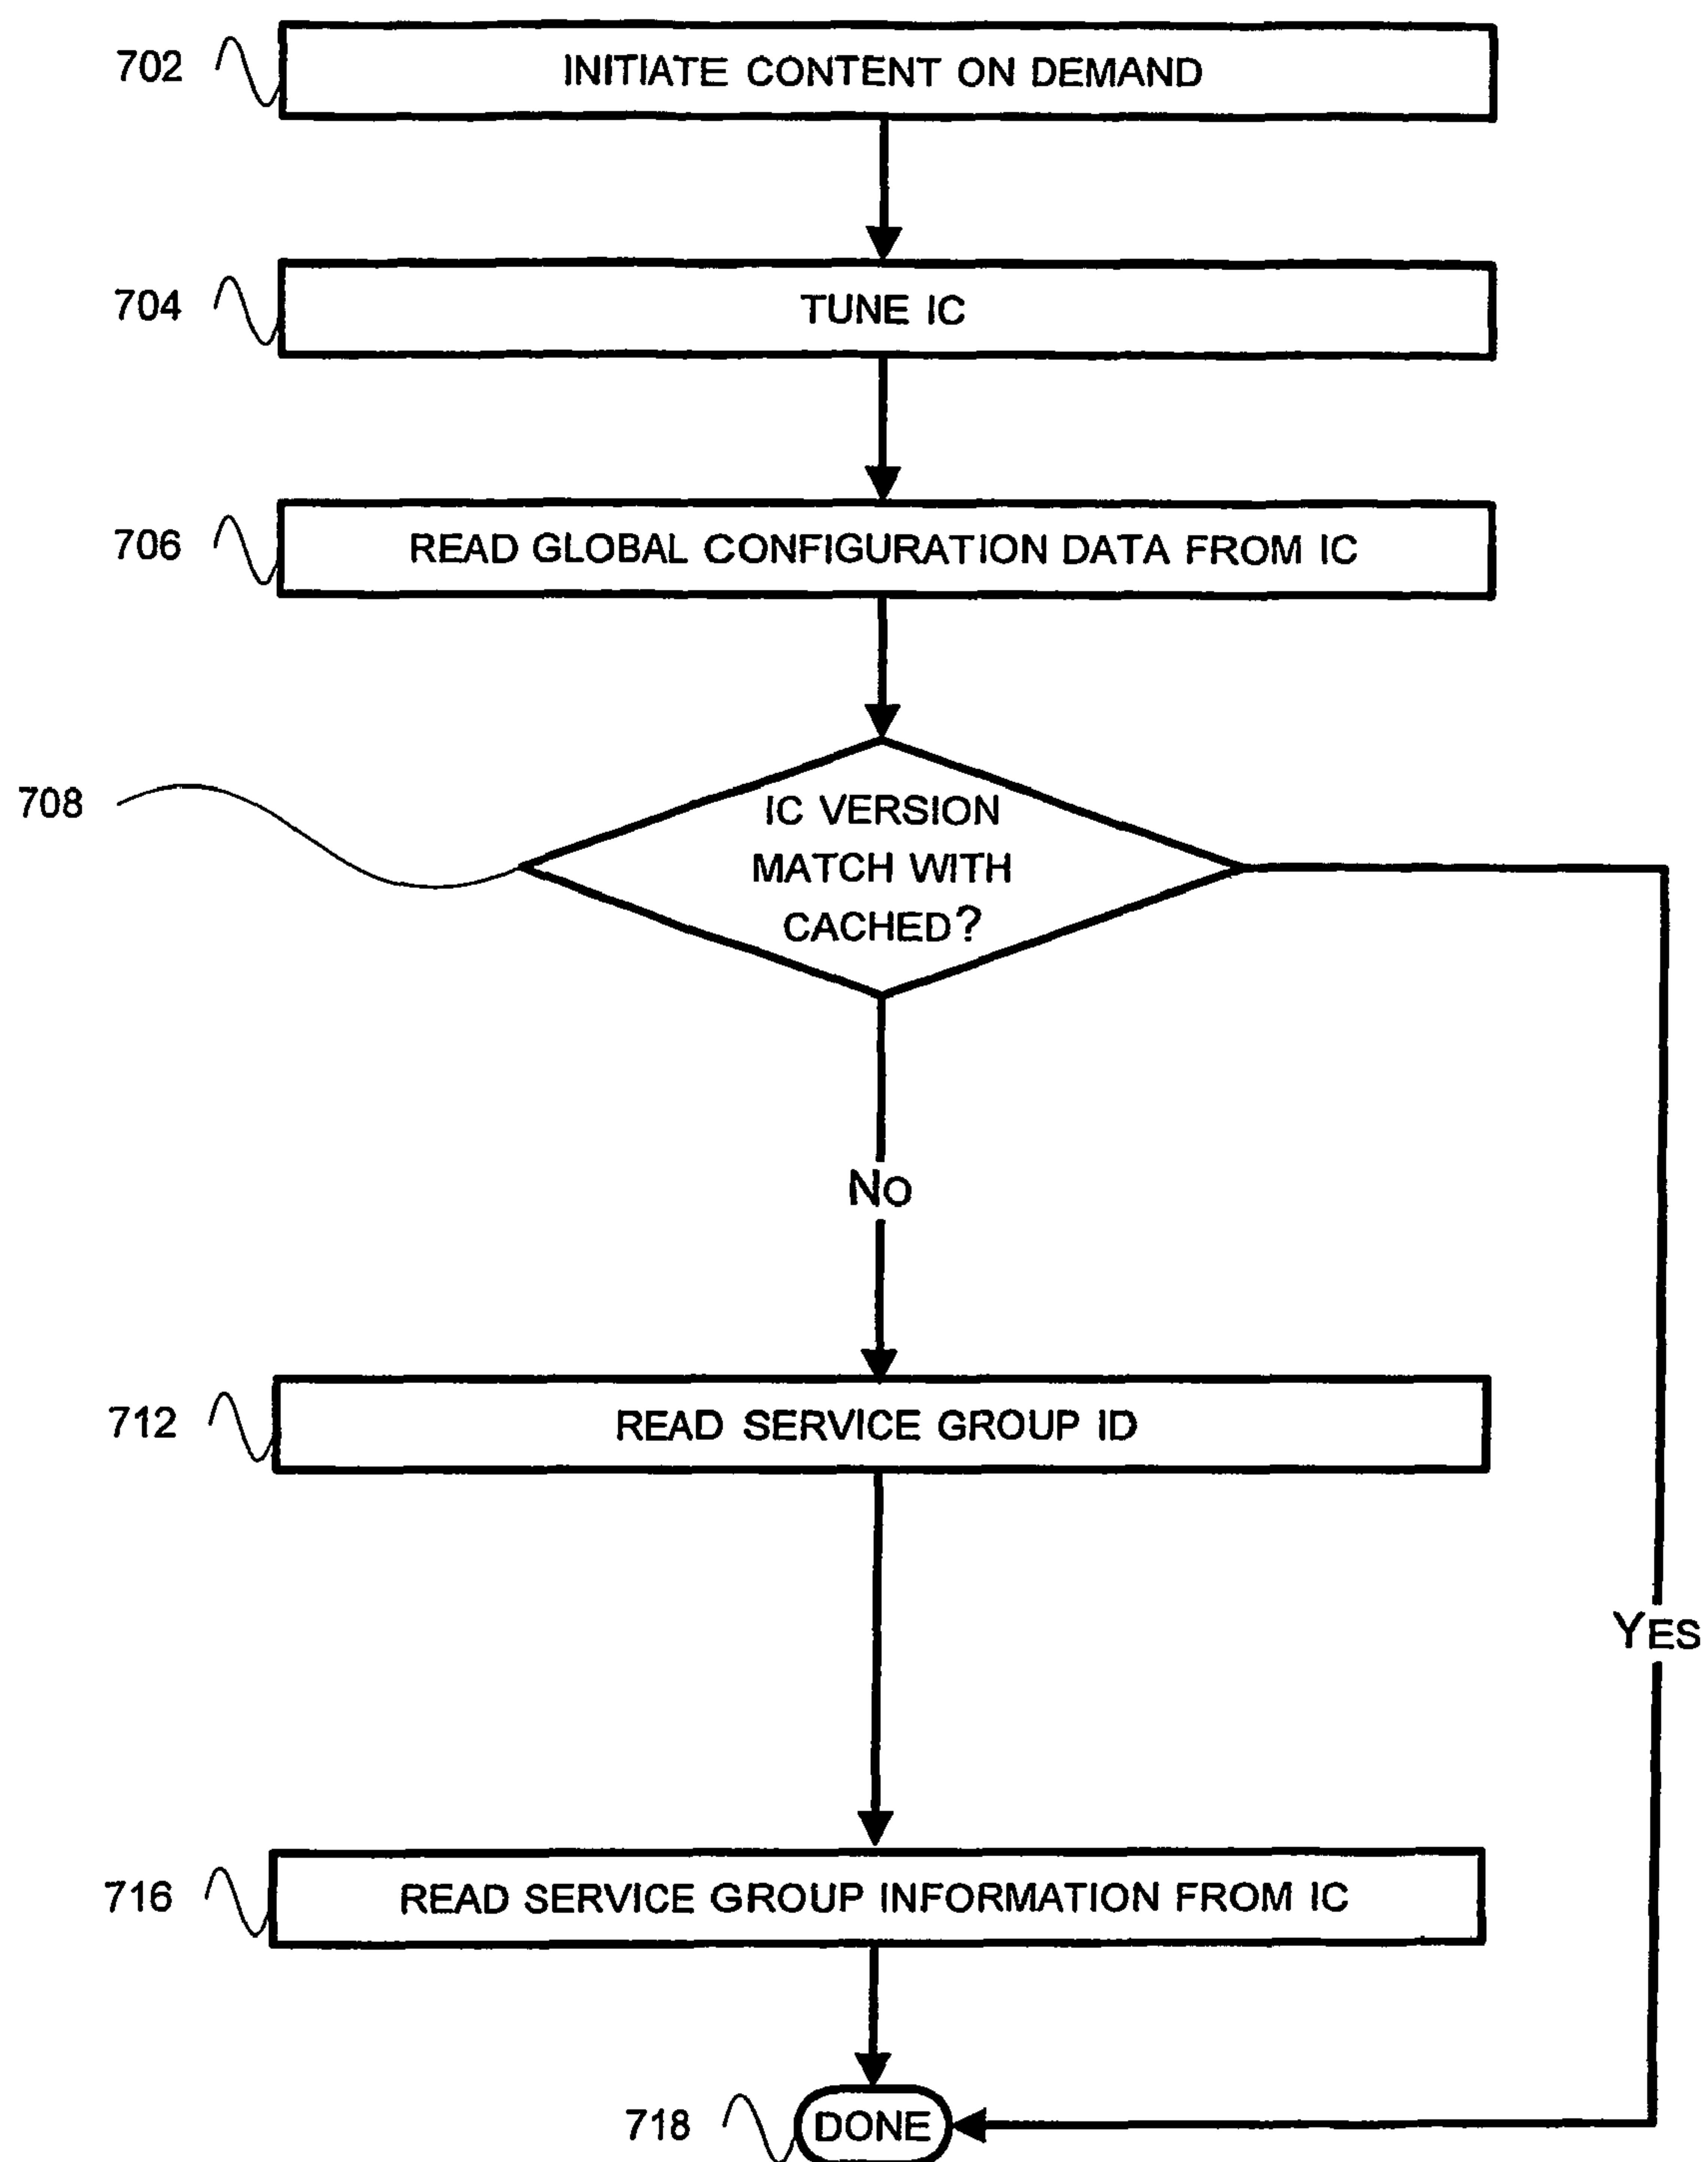 702
INITIATE CONTENT ON DEMAND
704
TUNE IC
706
READ GLOBAL CONFIGURATION DATA FROM IC
708
IC VERSION
MATCH WITH
CACHED?
NO
712
READ SERVICE GROUP ID
YES
716
READ SERVICE GROUP INFORMATION FROM IC
718
DONE